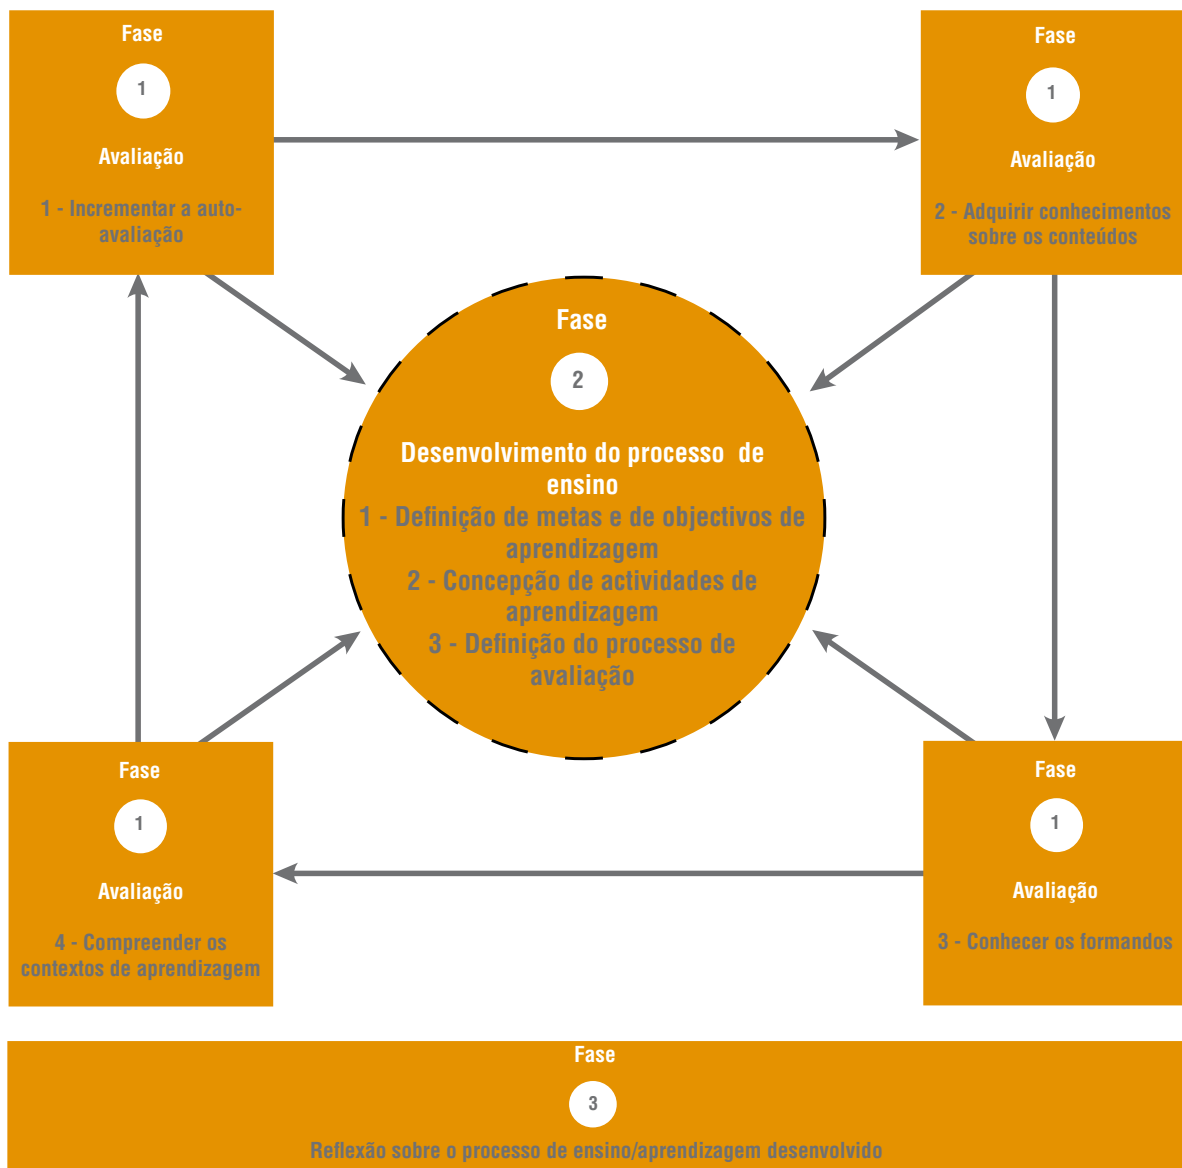 Fase
1
Avaliação
1 - Incrementar a auto-
avaliação
Fase
1
Avaliação
2 - Adquirir conhecimentos
sobre os conteúdos
Fase
2
Desenvolvimento do processo de
ensino
1 - Definição de metas e de objectivos de
aprendizagem
2 - Concepção de actividades de
aprendizagem
3 - Definição do processo de
avaliação
Fase
1
Avaliação
4 - Compreender os
contextos de aprendizagem
Fase
1
Avaliação
3 - Conhecer os formandos
Fase
3
Reflexão sobre o processo de ensino/aprendizagem desenvolvido